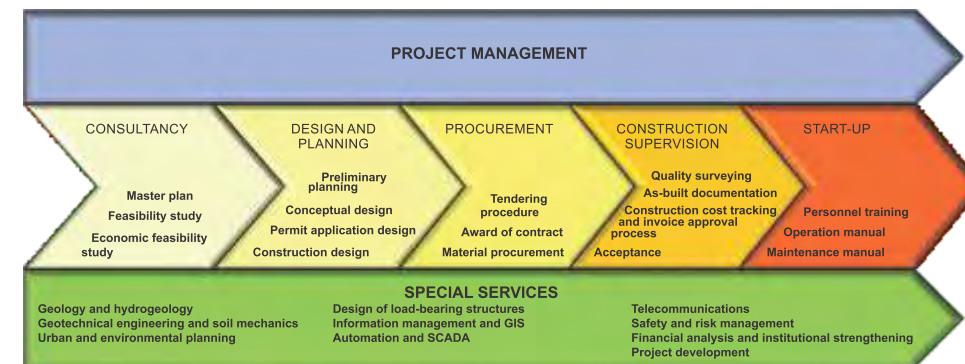 PROJECT MANAGEMENT
CONSULTANCY
Master plan
Feasibility study
Economic feasibility
study
DESIGN AND
PLANNING
Preliminary
planning
Conceptual design
Permit application design
Construction design
PROCUREMENT
Tendering
procedure
Award of contract
Material procurement
CONSTRUCTION
SUPERVISION
Quality surveying
As-built documentation
Construction cost tracking
and invoice approval
process
Acceptance
START-UP
Personnel training
Operation manual
Maintenance manual
SPECIAL SERVICES
Geology and hydrogeology
Geotechnical engineering and soil mechanics
Urban and environmental planning
Design of load-bearing structures
Information management and GIS
Automation and SCADA
Telecommunications
Safety and risk management
Financial analysis and institutional strengthening
Project development